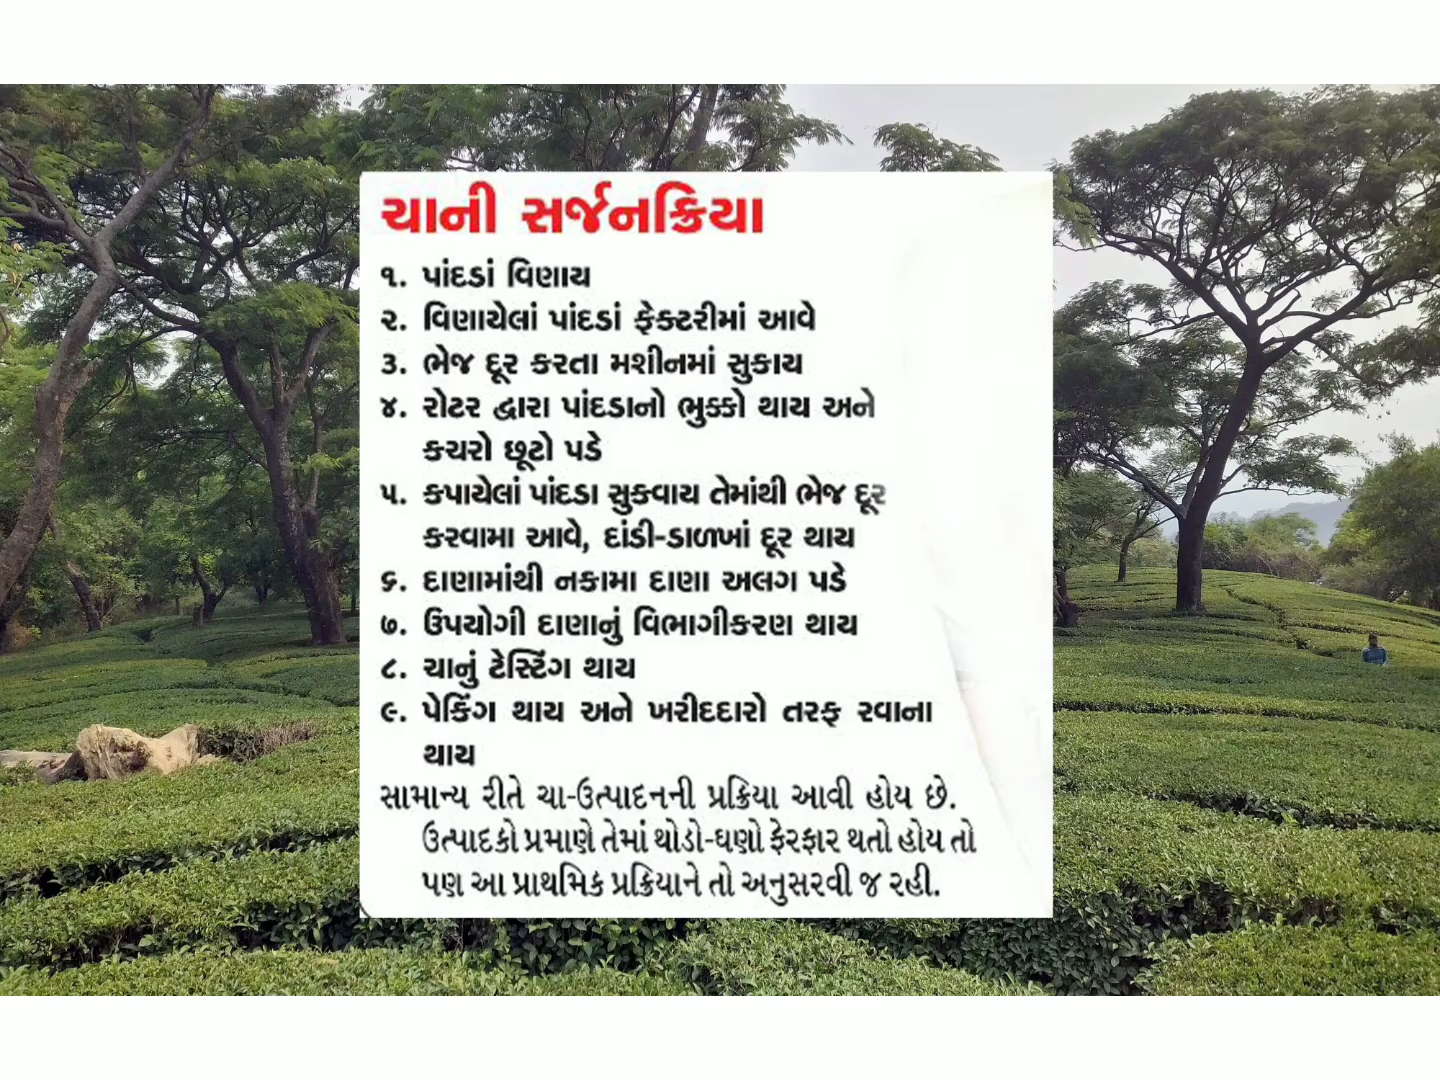 ચાની સર્જનક્રિયા
૧. પાંદડાં વિણાય
૨. વિણાયેલાં પાંદડાં ફેક્ટરીમાં આવે
૩. ભેજ દૂર કરતા મશીનમાં સુકાય
૪. રોટર દ્વારા પાંદડાનો ભુક્કો થાય અને
કચરો છૂટો પડે
૫. કપાયેલાં પાંદડા સુકવાય તેમાંથી ભેજ દૂર
કરવામા આવે, દાંડી-ડાળખાં દૂર થાય
૬. દાણામાંથી નકામા દાણા અલગ પડે
૭. ઉપયોગી દાણાનું વિભાગીકરણ થાય
૮. ચાનું ટેસ્ટિંગ થાય
૯. પેકિંગ થાય અને ખરીદદારો તરફ રવાના
થાય
સામાન્ય રીતે ચા-ઉત્પાદનની પ્રક્રિયા આવી હોય છે.
ઉત્પાદકો પ્રમાણે તેમાં થોડો-ઘણો ફેરફાર થતો હોય તો
પણ આ પ્રાથમિક પ્રક્રિયાને તો અનુસરવી જ રહી.